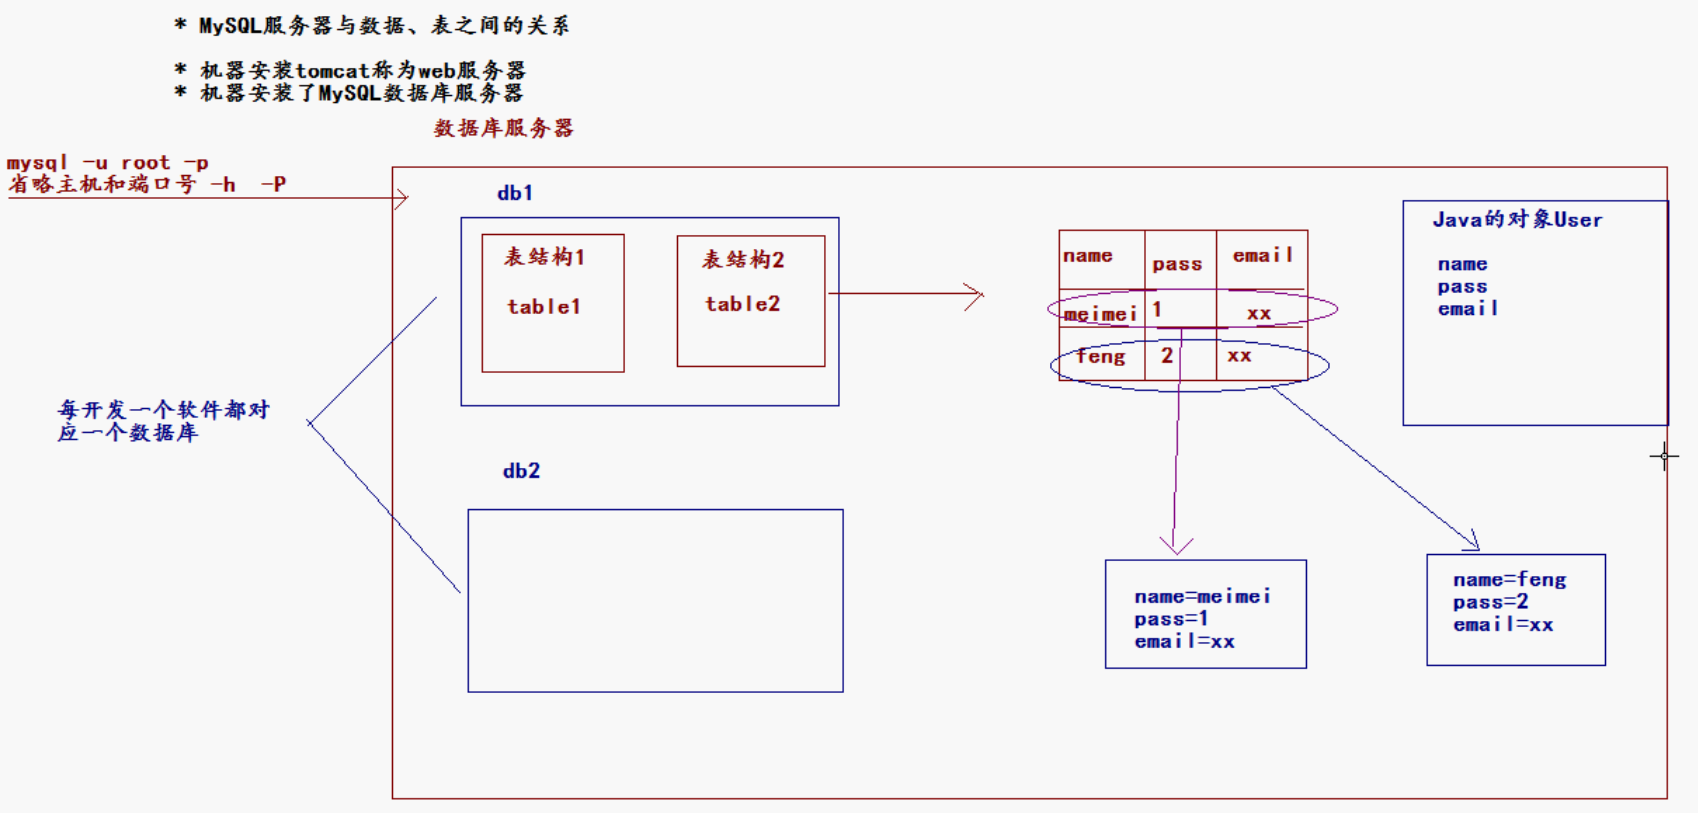 * MySQL服务器与数据、表之间的关系
* 机器安装tomcat称为web服务器
* 机器安装了MySQL数据库服务器
数据库服务器
mysql -u root -p
省略主机和端口号 -h  -P
db1
表结构1
table1
表结构2
table2
name pass email
meimei 1 xx
feng 2 xx
Java的对象User
name
pass
email
每开发一个软件都对
应一个数据库
db2
name=meimei
pass=1
email=xx
name=feng
pass=2
email=xx